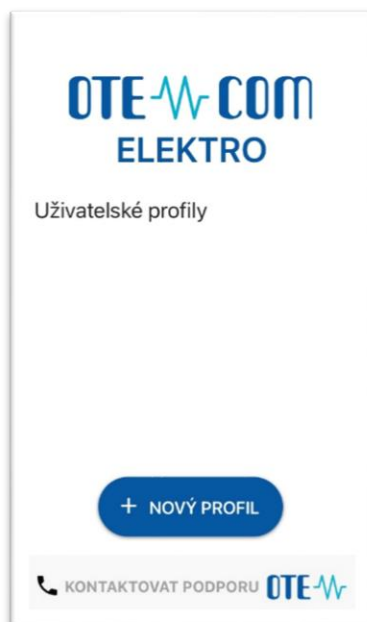 OTE COM
ELEKTRO
Uživatelské profily
+ NOVÝ PROFIL
KONTAKTOVAT PODPORU OTE